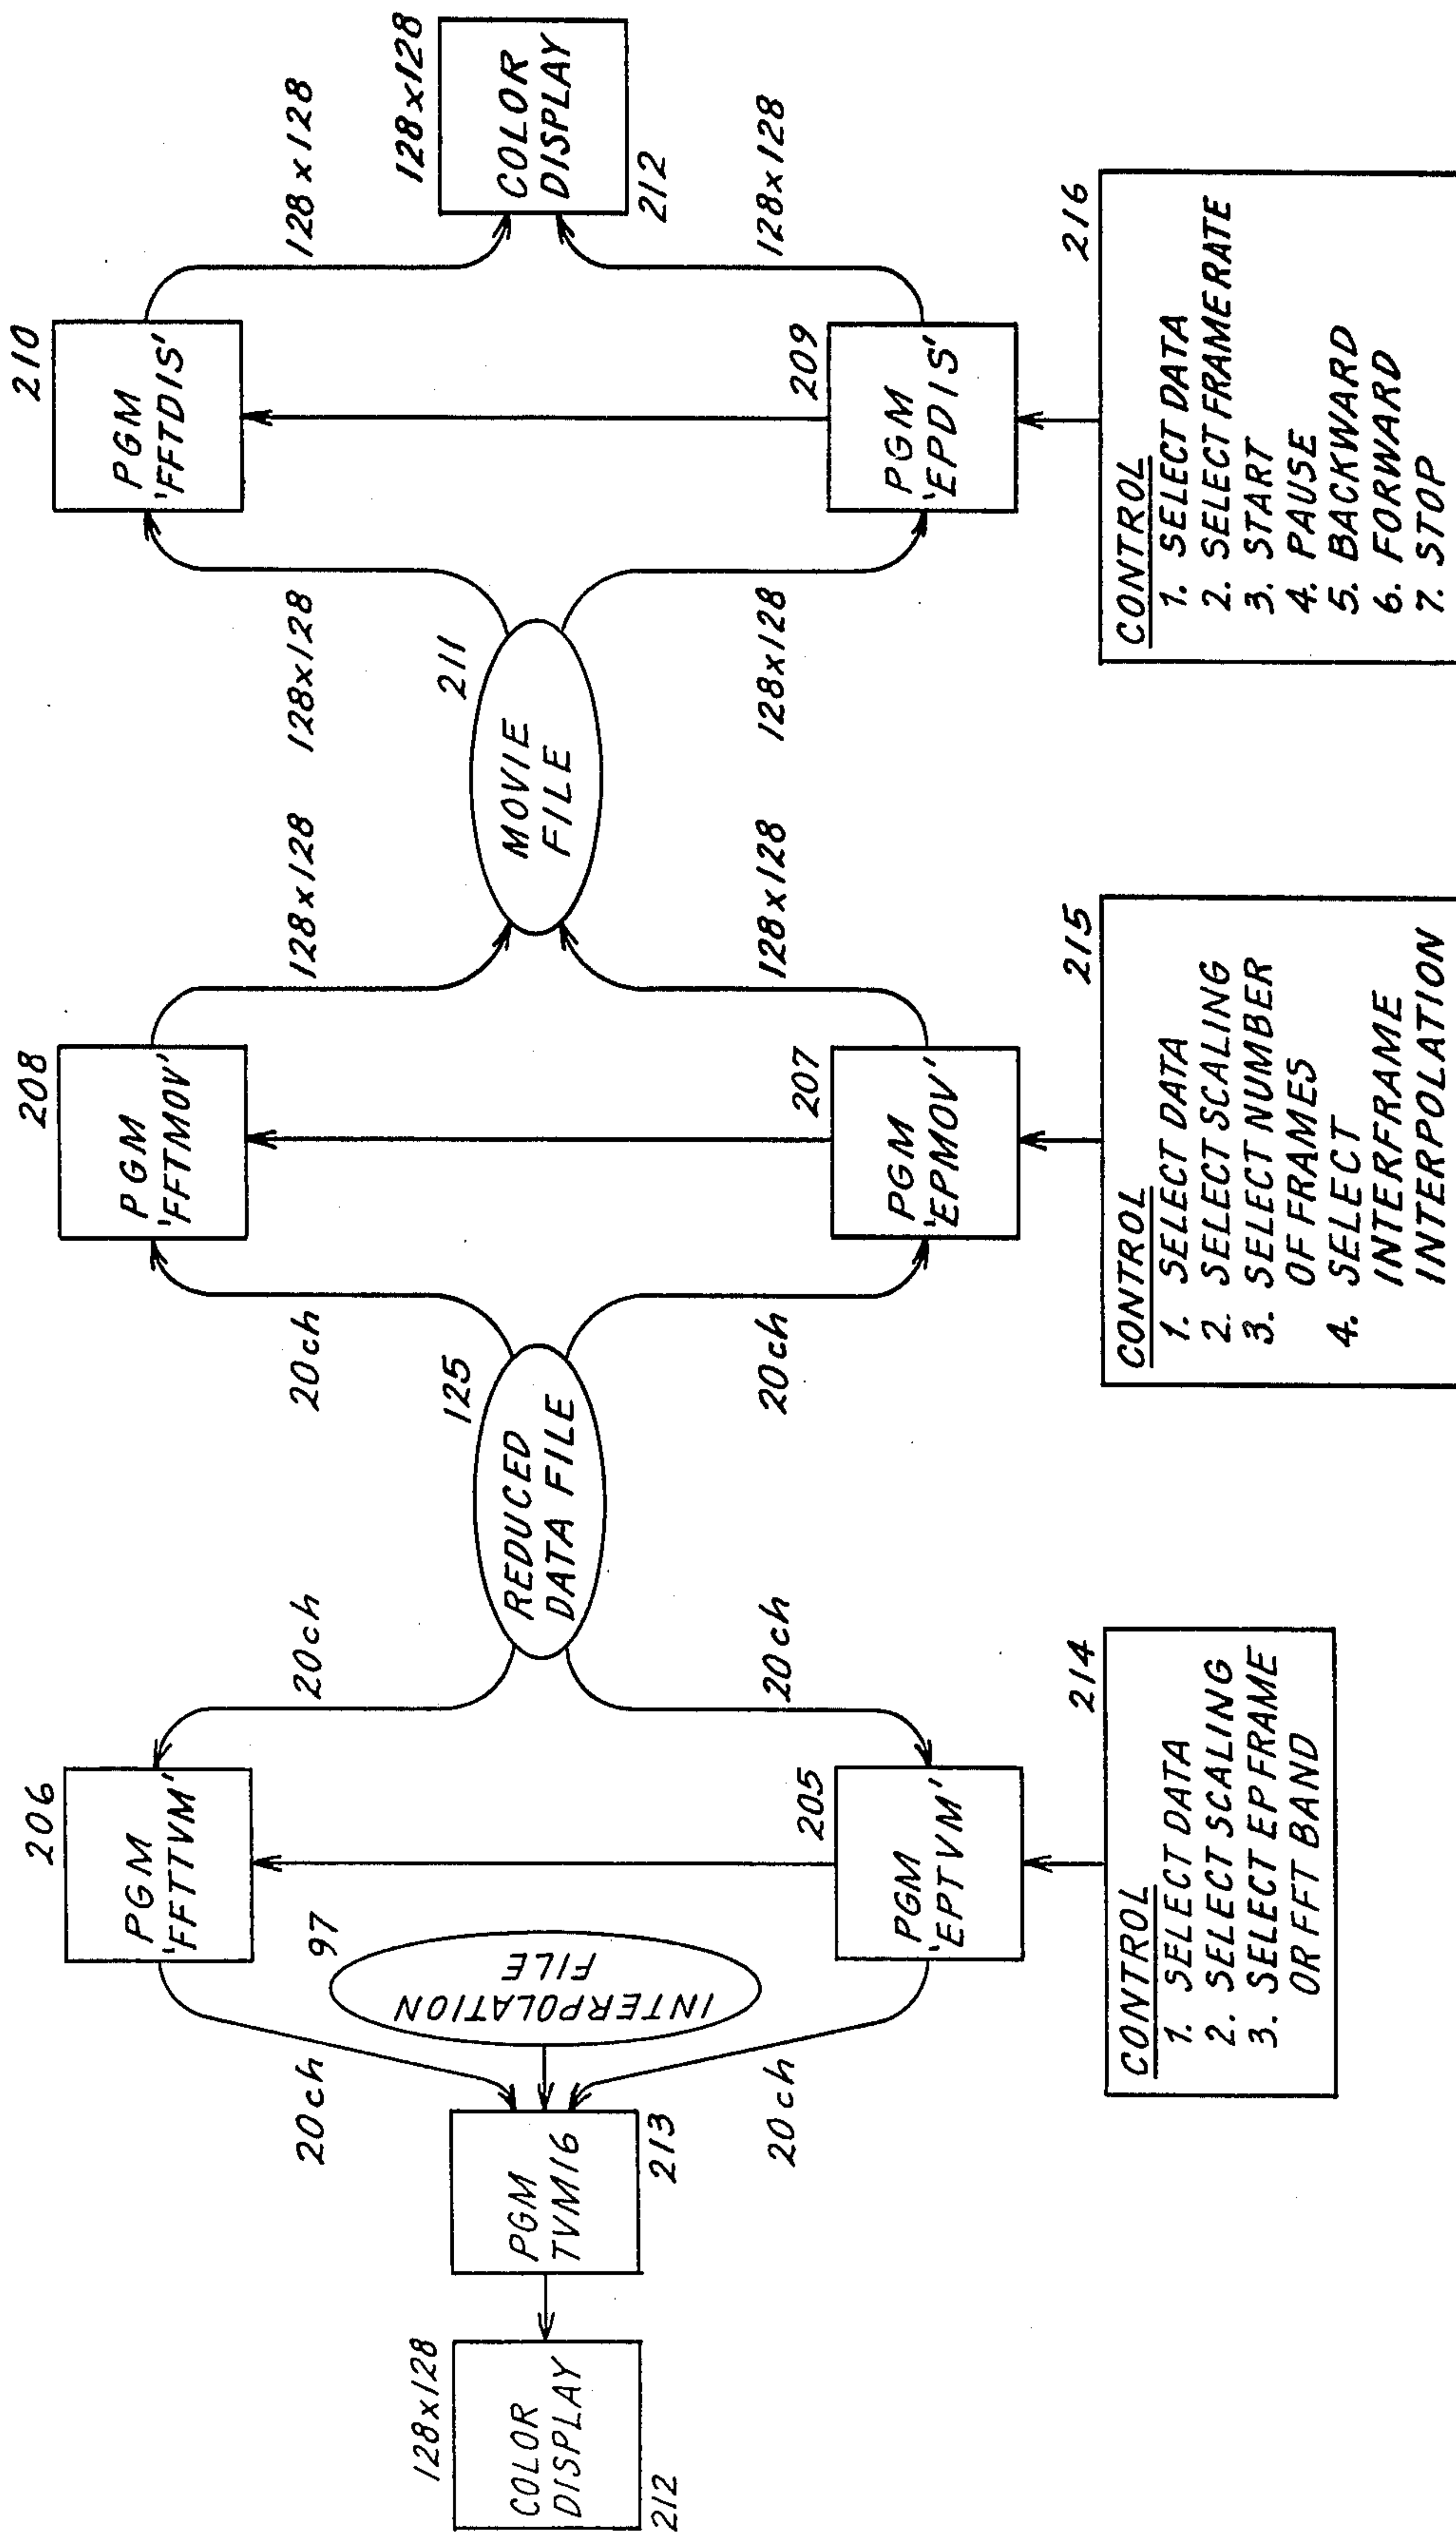 128x128
COLOR
DISPLAY
212
PGM
TVM16
213
20ch
20ch
INTERPOLATION
FILE
97
206
PGM
'FFTTVM'
205
PGM
'EPTVM'
214
CONTROL
1. SELECT DATA
2. SELECT SCALING
3. SELECT EP FRAME
OR FFT BAND
20ch
20ch
125
REDUCED
DATA FILE
20ch
20ch
208
PGM
'FFTMOV'
207
PGM
'EPMOV'
215
CONTROL
1. SELECT DATA
2. SELECT SCALING
3. SELECT NUMBER
OF FRAMES
4. SELECT
INTERFRAME
INTERPOLATION
128x128
128x128
211
MOVIE
FILE
128x128
128x128
210
PGM
'FFTDIS'
209
PGM
'EPDIS'
216
CONTROL
1. SELECT DATA
2. SELECT FRAMERATE
3. START
4. PAUSE
5. BACKWARD
6. FORWARD
7. STOP
128x128
128x128
128x128
COLOR
DISPLAY
212